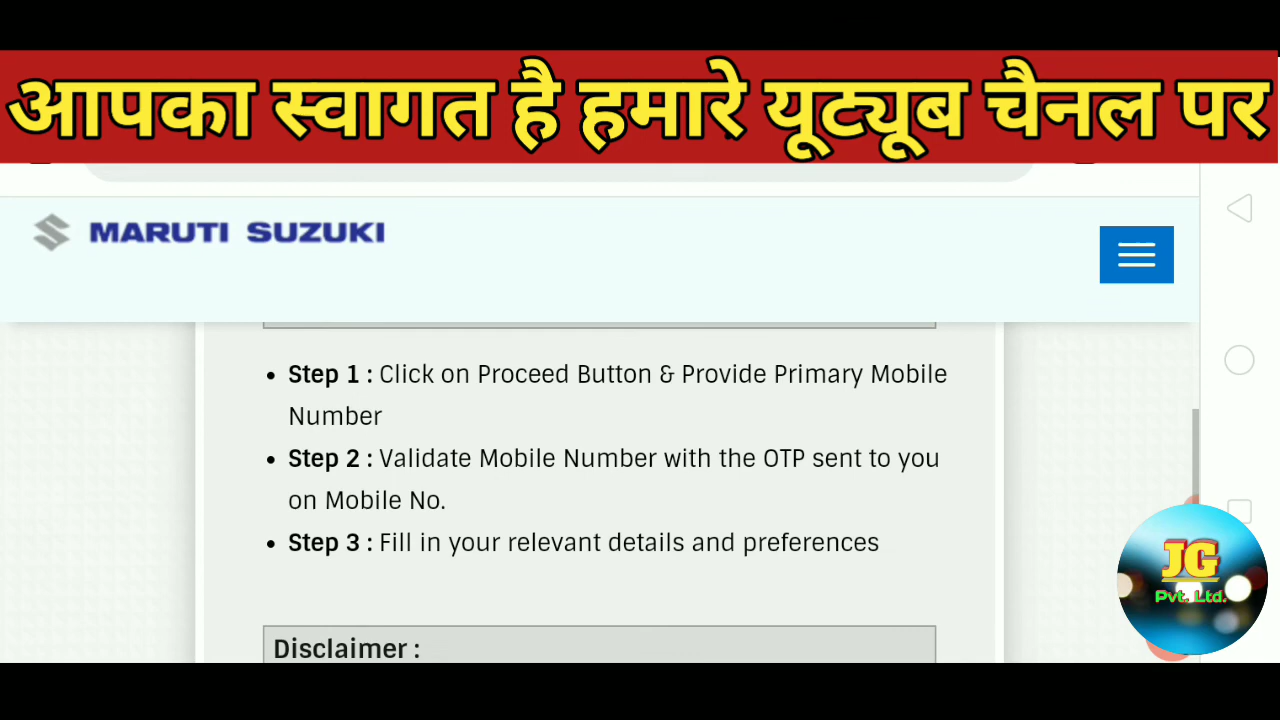 आपका स्वागत है हमारे यूट्यूब चैनल पर
MARUTI SUZUKI
• Step 1 : Click on Proceed Button & Provide Primary Mobile
Number
• Step 2 : Validate Mobile Number with the OTP sent to you
on Mobile No.
• Step 3 : Fill in your relevant details and preferences
JG
Pvt. Ltd.
Disclaimer :